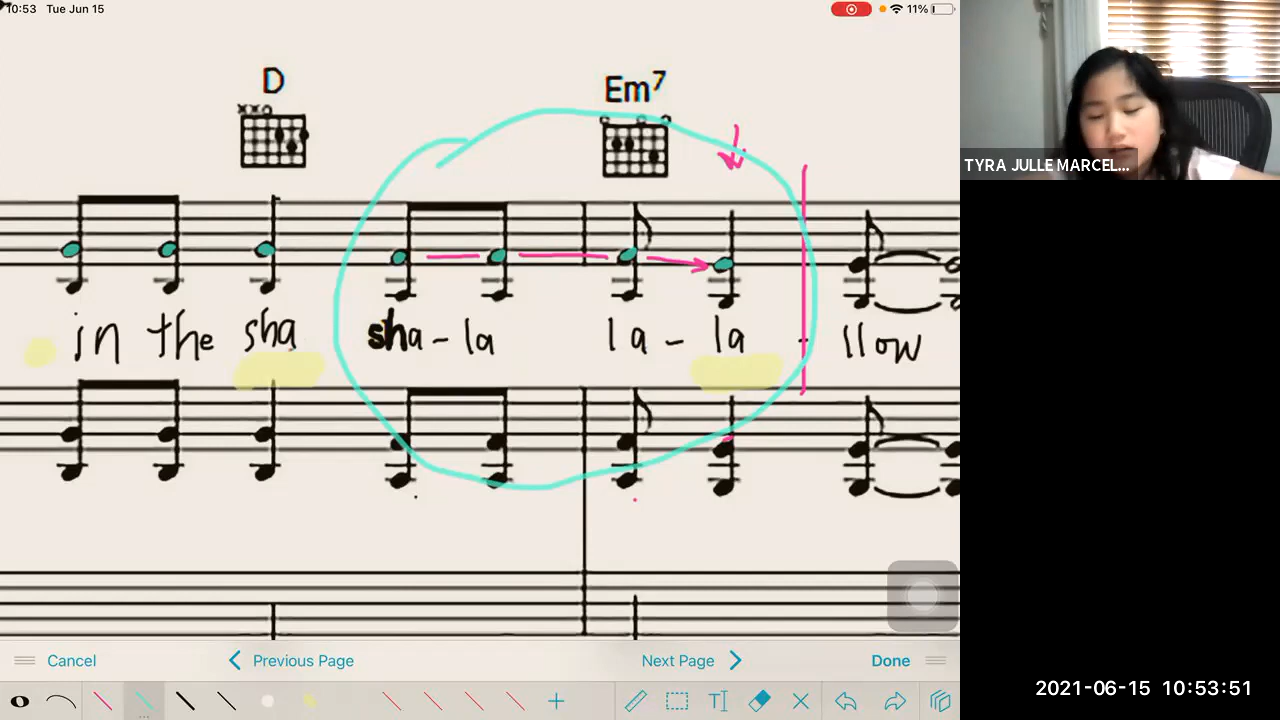 10:53 Tue Jun 15
11%
D
Em7
TYRA JULLE MARCEL...
in the sha sha-la la-la-llow
Cancel
Previous Page
Next Page
Done
2021-06-15 10:53:51